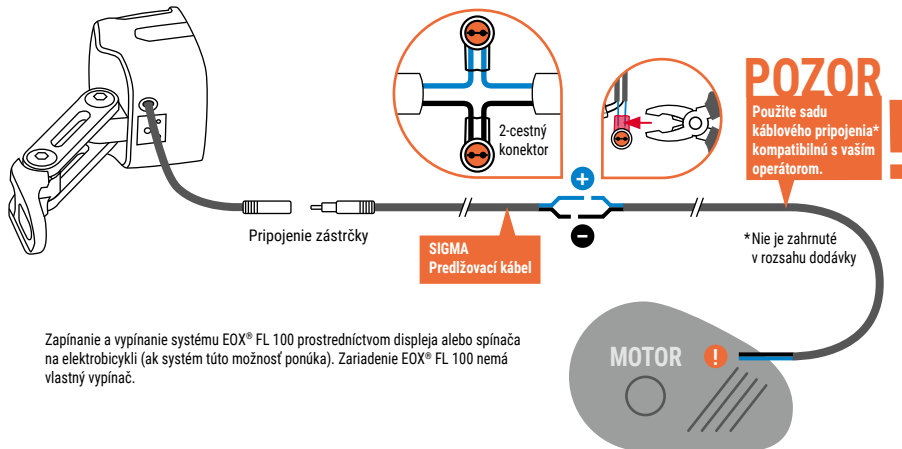 2-cestný
konektor
POZOR
!
Použite sadu
káblového pripojenia*
kompatibilnú s vaším
operátorom.
+
Pripojenie zástrčky
SIGMA
Predlžovací kábel
–
*Nie je zahrnuté
v rozsahu dodávky
Zapínanie a vypínanie systému EOX® FL 100 prostredníctvom displeja alebo spínača
na elektrobicykli (ak systém túto možnosť ponúka). Zariadenie EOX® FL 100 nemá
vlastný vypínač.
MOTOR !